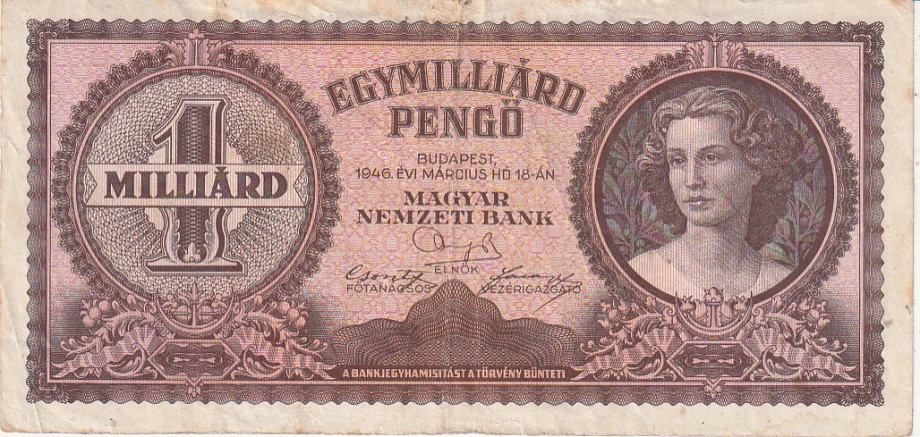 1
MILLIÁRD
EGYMILLIÁRD
PENGŐ
BUDAPEST,
1946. ÉVI MÁRCIUS HÓ 18-ÁN
MAGYAR
NEMZETI BANK
ELNÖK
FŐTANÁCSOS VEZÉRIGAZGATÓ
A BANKJEGYHAMISITÁST A TÖRVÉNY BÜNTETI